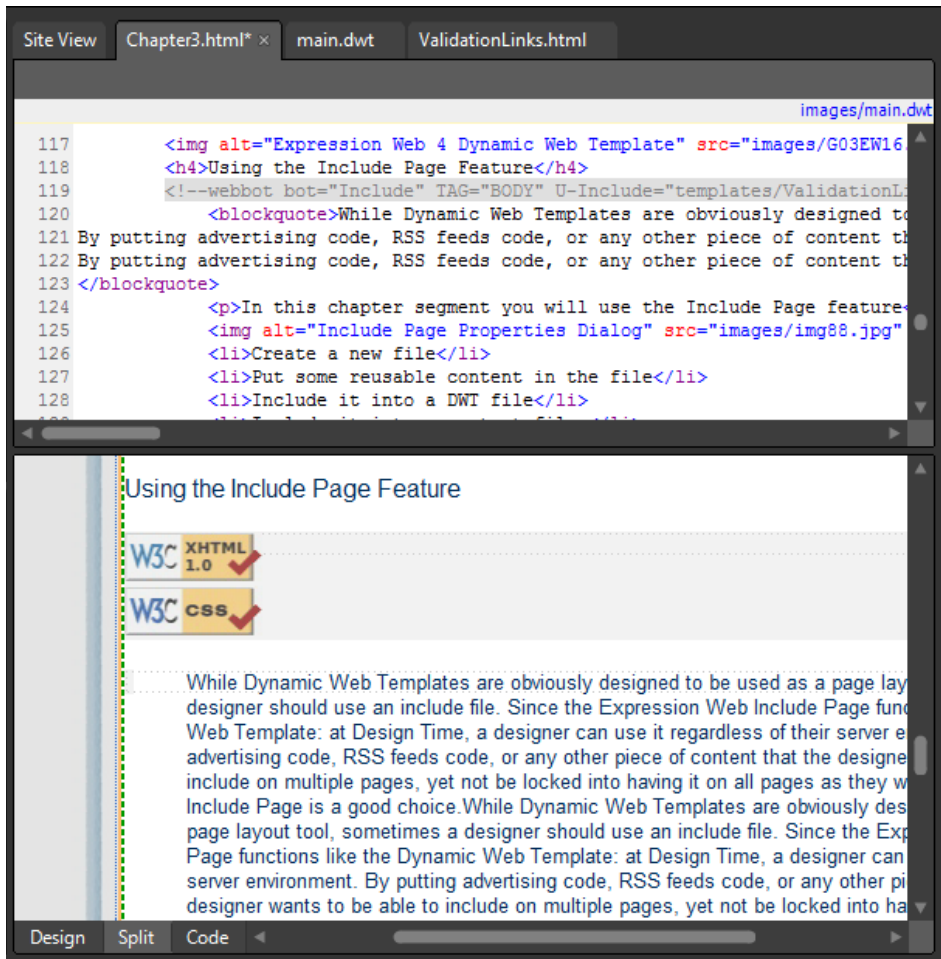 Site View Chapter3.html* × main.dwt ValidationLinks.html
images/main.dwt
117 <img alt="Expression Web 4 Dynamic Web Template" src="images/G03EW16.
118 <h4>Using the Include Page Feature</h4>
119 <!--webbot bot="Include" TAG="BODY" U-Include="templates/ValidationLi
120 <blockquote>While Dynamic Web Templates are obviously designed to
121 By putting advertising code, RSS feeds code, or any other piece of content th
122 By putting advertising code, RSS feeds code, or any other piece of content th
123 </blockquote>
124 <p>In this chapter segment you will use the Include Page feature<
125 <img alt="Include Page Properties Dialog" src="images/img88.jpg"
126 <li>Create a new file</li>
127 <li>Put some reusable content in the file</li>
128 <li>Include it into a DWT file</li>
Using the Include Page Feature
W3C XHTML 1.0
W3C css
While Dynamic Web Templates are obviously designed to be used as a page lay
designer should use an include file. Since the Expression Web Include Page func
Web Template: at Design Time, a designer can use it regardless of their server e
advertising code, RSS feeds code, or any other piece of content that the designe
include on multiple pages, yet not be locked into having it on all pages as they w
Include Page is a good choice.While Dynamic Web Templates are obviously des
page layout tool, sometimes a designer should use an include file. Since the Exp
Page functions like the Dynamic Web Template: at Design Time, a designer can
server environment. By putting advertising code, RSS feeds code, or any other pi
designer wants to be able to include on multiple pages, yet not be locked into ha
Design Split Code